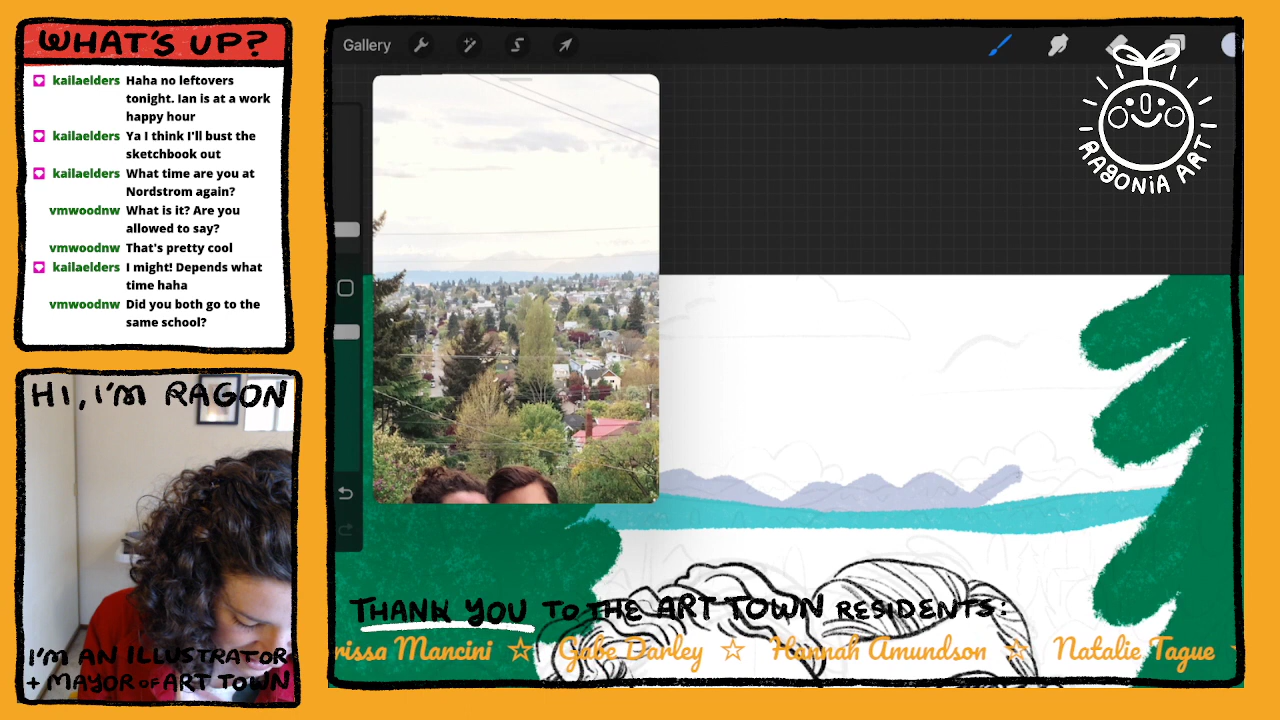 WHAT'S UP?
kailaelders Haha no leftovers
tonight. Ian is at a work
happy hour
kailaelders Ya I think I'll bust the
sketchbook out
kailaelders What time are you at
Nordstrom again?
vmwoodnw What is it? Are you
allowed to say?
vmwoodnw That's pretty cool
kailaelders I might! Depends what
time haha
vmwoodnw Did you both go to the
same school?
HI, I'M RAGON
I'M AN ILLUSTRATOR
+ MAYOR OF ART TOWN
Gallery
RAGONIA ART
THANK YOU TO THE ART TOWN RESIDENTS:
rissa Mancini ☆ Gabe Darley ☆ Hannah Amundson ☆ Natalie Tague